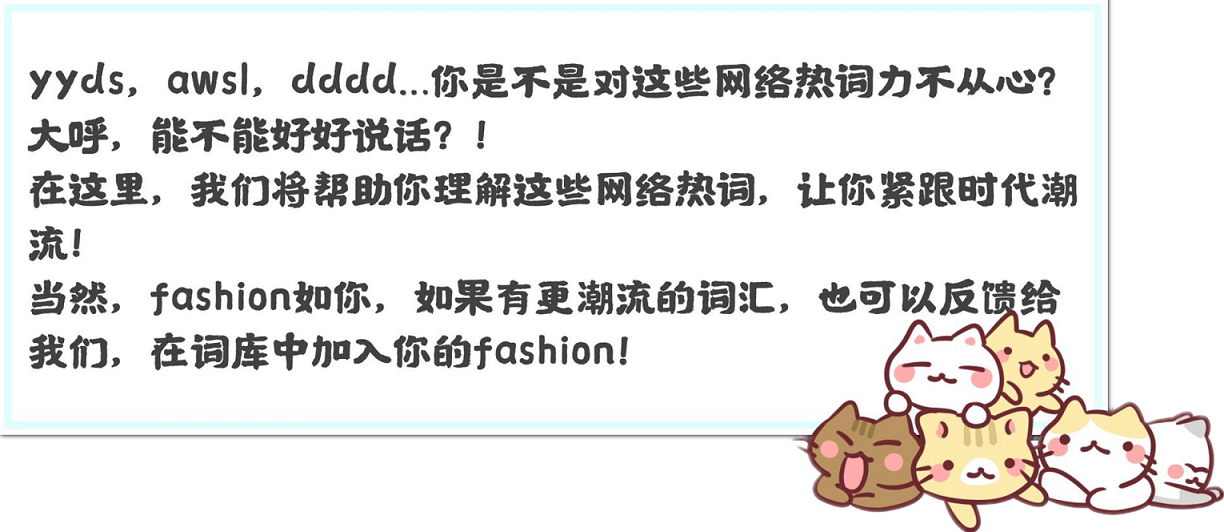 yyds，awsl，dddd...你是不是对这些网络热词力不从心？
大呼，能不能好好说话？！
在这里，我们将帮助你理解这些网络热词，让你紧跟时代潮
流！
当然，fashion如你，如果有更潮流的词汇，也可以反馈给
我们，在词库中加入你的fashion！